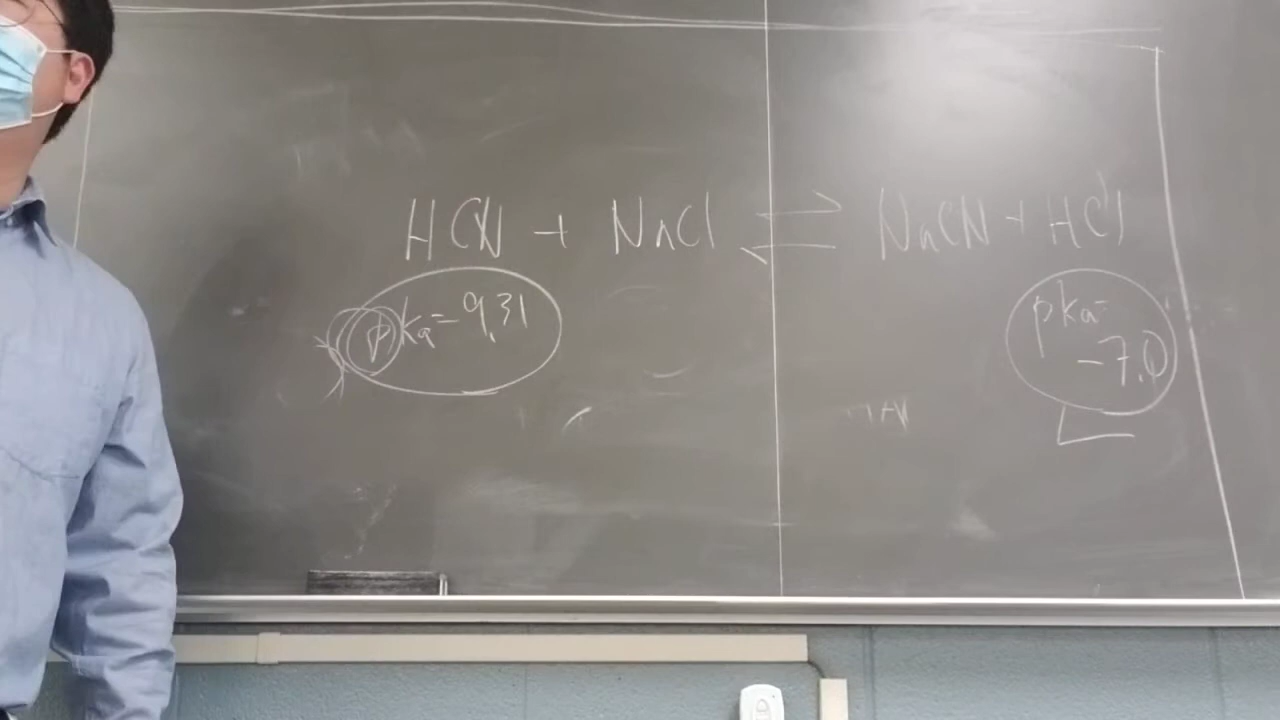 HCN + NaCl ⇌ NaCN + HCl
pka = 9.31
pka =
-7.0